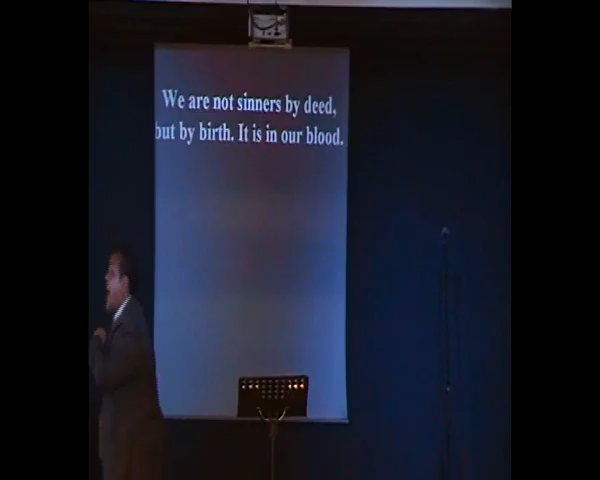 We are not sinners by deed,
but by birth. It is in our blood.